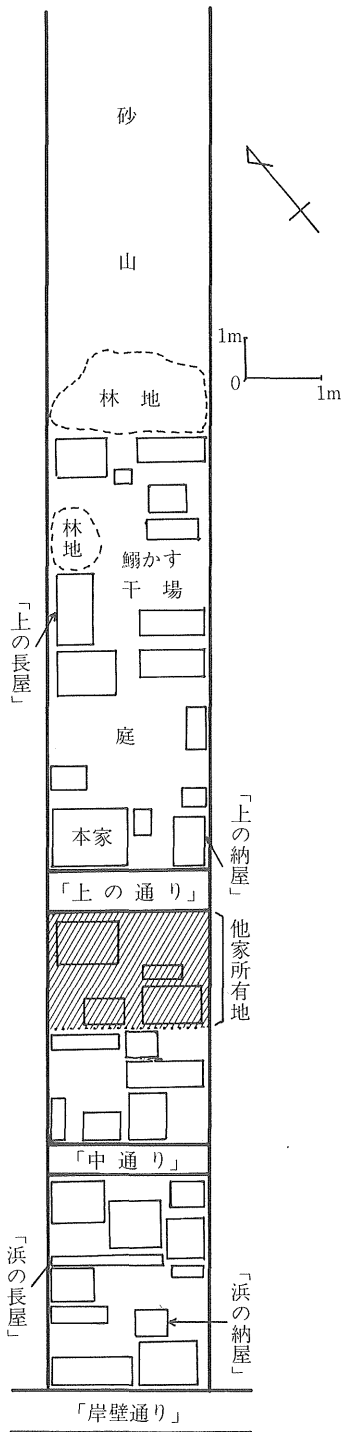 砂
山
林地
1m
0
1m
林地
鰯かす
干場
「上の長屋」
庭
「上の納屋」
本家
「上の通り」
他家所有地
「中通り」
「浜の長屋」
「浜の納屋」
「岸壁通り」